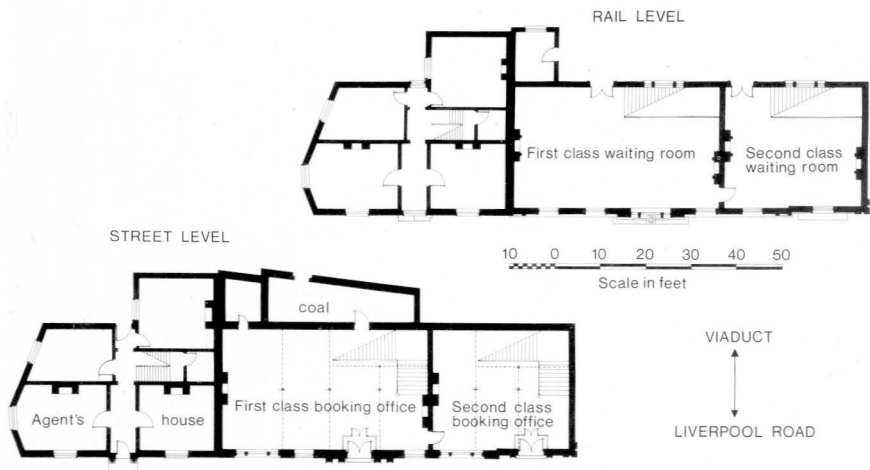 RAIL LEVEL
First class waiting room
Second class
waiting room
STREET LEVEL
10 0 10 20 30 40 50
Scale in feet
coal
VIADUCT
Agent's
house
First class booking office
Second class
booking office
LIVERPOOL ROAD